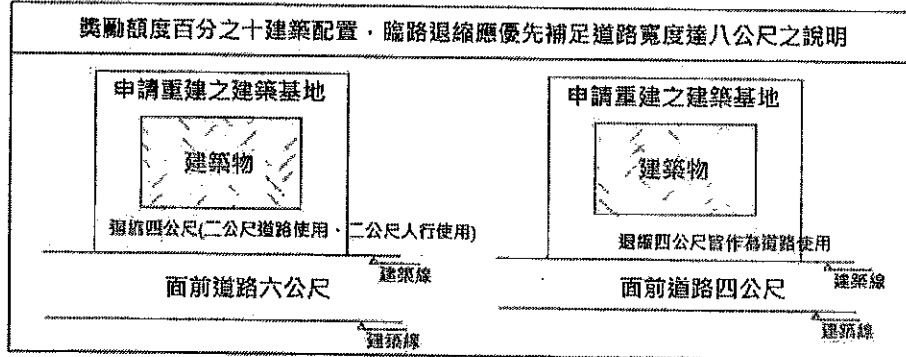 獎勵額度百分之十建築配置，臨路退縮應優先補足道路寬度達八公尺之說明
申請重建之建築基地
建築物
退縮四公尺(二公尺道路使用、二公尺人行使用)
建築線
面前道路六公尺
建築線
申請重建之建築基地
建築物
退縮四公尺皆作為道路使用
建築線
面前道路四公尺
建築線